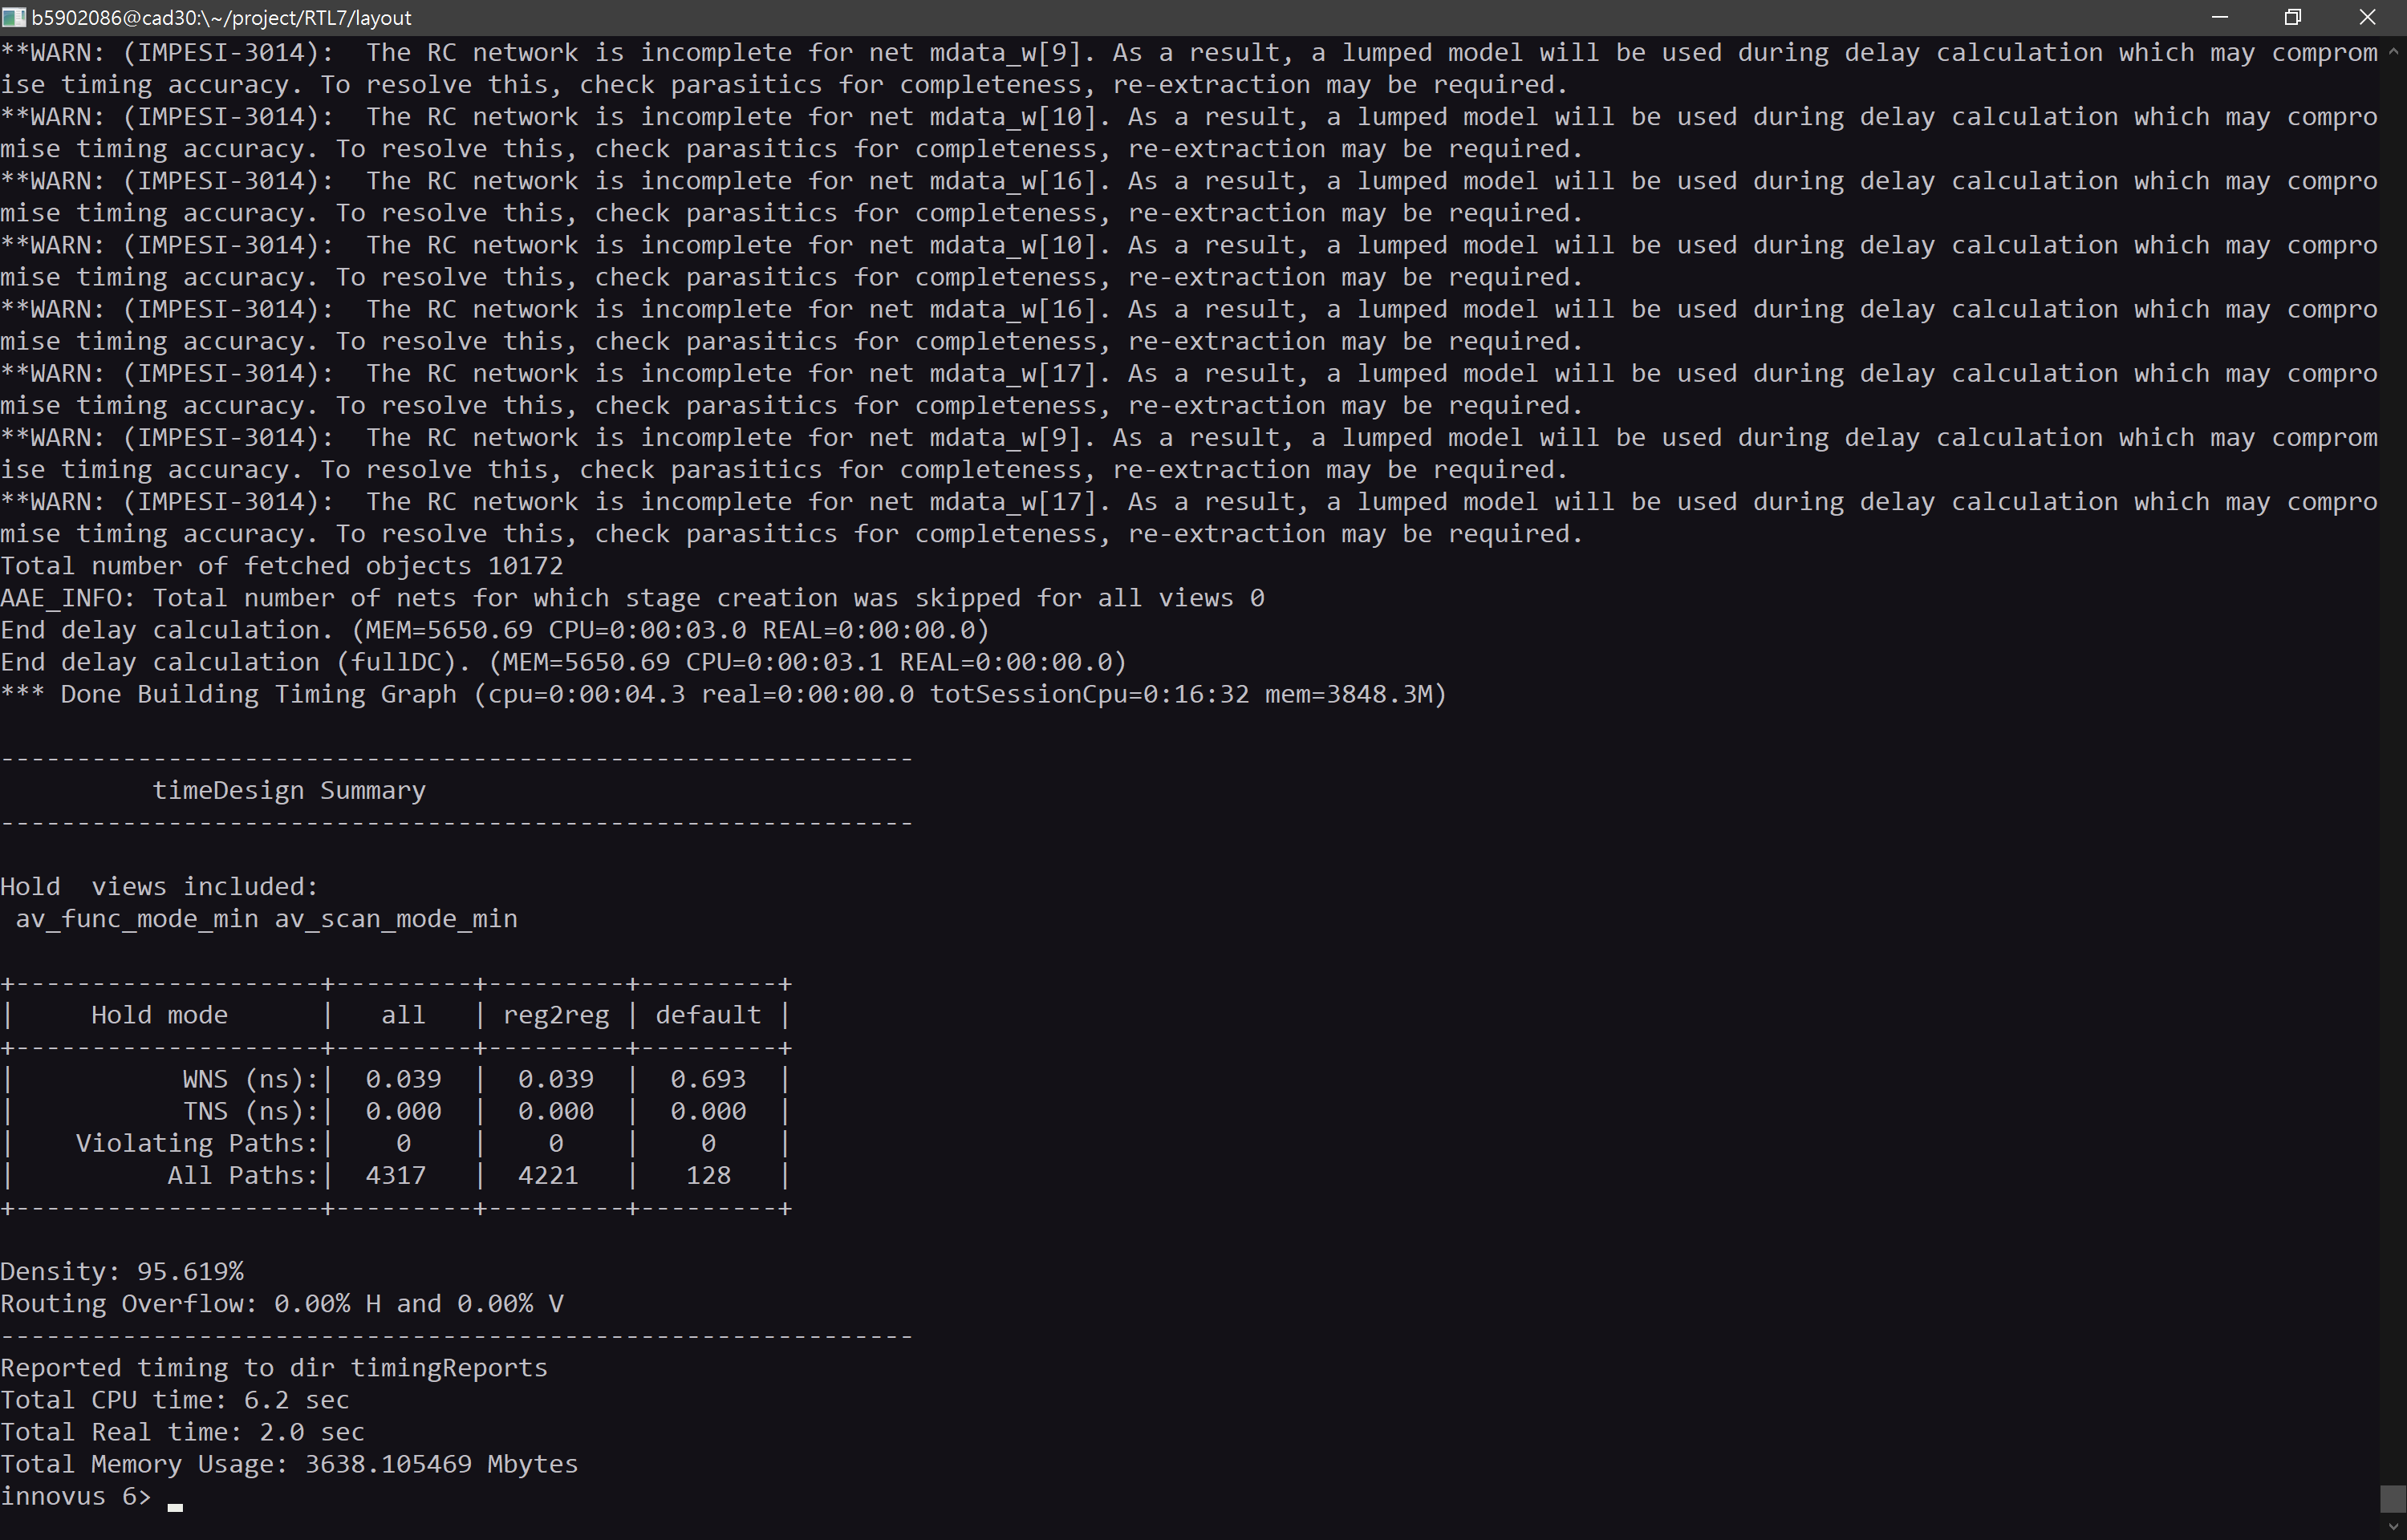 b5902086@cad30:\~/project/RTL7/layout
**WARN: (IMPESI-3014):  The RC network is incomplete for net mdata_w[9]. As a result, a lumped model will be used during delay calculation which may comprom
ise timing accuracy. To resolve this, check parasitics for completeness, re-extraction may be required.
**WARN: (IMPESI-3014):  The RC network is incomplete for net mdata_w[10]. As a result, a lumped model will be used during delay calculation which may compro
mise timing accuracy. To resolve this, check parasitics for completeness, re-extraction may be required.
**WARN: (IMPESI-3014):  The RC network is incomplete for net mdata_w[16]. As a result, a lumped model will be used during delay calculation which may compro
mise timing accuracy. To resolve this, check parasitics for completeness, re-extraction may be required.
**WARN: (IMPESI-3014):  The RC network is incomplete for net mdata_w[10]. As a result, a lumped model will be used during delay calculation which may compro
mise timing accuracy. To resolve this, check parasitics for completeness, re-extraction may be required.
**WARN: (IMPESI-3014):  The RC network is incomplete for net mdata_w[16]. As a result, a lumped model will be used during delay calculation which may compro
mise timing accuracy. To resolve this, check parasitics for completeness, re-extraction may be required.
**WARN: (IMPESI-3014):  The RC network is incomplete for net mdata_w[17]. As a result, a lumped model will be used during delay calculation which may compro
mise timing accuracy. To resolve this, check parasitics for completeness, re-extraction may be required.
**WARN: (IMPESI-3014):  The RC network is incomplete for net mdata_w[9]. As a result, a lumped model will be used during delay calculation which may comprom
ise timing accuracy. To resolve this, check parasitics for completeness, re-extraction may be required.
**WARN: (IMPESI-3014):  The RC network is incomplete for net mdata_w[17]. As a result, a lumped model will be used during delay calculation which may compro
mise timing accuracy. To resolve this, check parasitics for completeness, re-extraction may be required.
Total number of fetched objects 10172
AAE_INFO: Total number of nets for which stage creation was skipped for all views 0
End delay calculation. (MEM=5650.69 CPU=0:00:03.0 REAL=0:00:00.0)
End delay calculation (fullDC). (MEM=5650.69 CPU=0:00:03.1 REAL=0:00:00.0)
*** Done Building Timing Graph (cpu=0:00:04.3 real=0:00:00.0 totSessionCpu=0:16:32 mem=3848.3M)
------------------------------------------------------------
          timeDesign Summary
------------------------------------------------------------
Hold  views included:
 av_func_mode_min av_scan_mode_min
+--------------------+---------+---------+---------+
|     Hold mode      |   all   | reg2reg | default |
+--------------------+---------+---------+---------+
|           WNS (ns):|  0.039  |  0.039  |  0.693  |
|           TNS (ns):|  0.000  |  0.000  |  0.000  |
|    Violating Paths:|    0    |    0    |    0    |
|          All Paths:|  4317   |  4221   |   128   |
+--------------------+---------+---------+---------+
Density: 95.619%
Routing Overflow: 0.00% H and 0.00% V
------------------------------------------------------------
Reported timing to dir timingReports
Total CPU time: 6.2 sec
Total Real time: 2.0 sec
Total Memory Usage: 3638.105469 Mbytes
innovus 6>